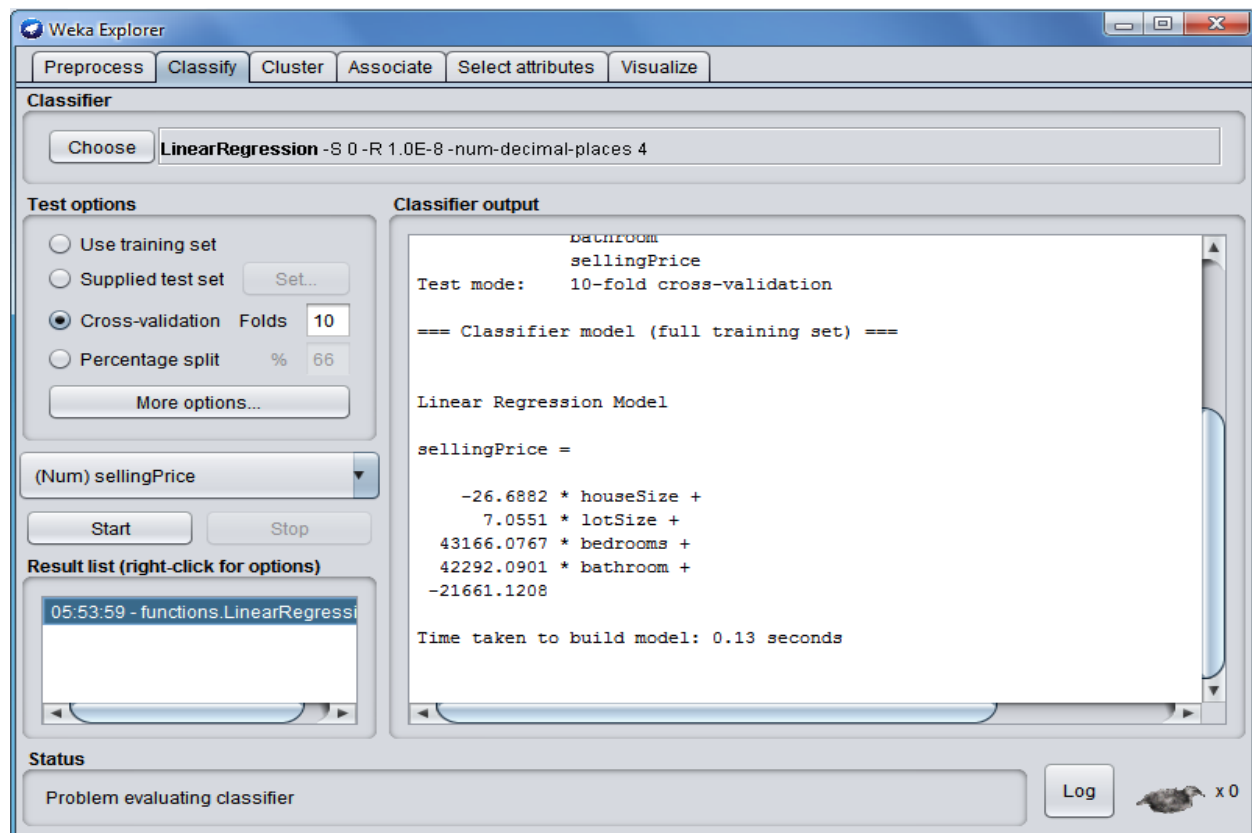 Weka Explorer
Preprocess Classify Cluster Associate Select attributes Visualize
Classifier
Choose LinearRegression -S 0 -R 1.0E-8 -num-decimal-places 4
Test options
Use training set
Supplied test set Set...
Cross-validation Folds 10
Percentage split % 66
More options...
(Num) sellingPrice
Start Stop
Result list (right-click for options)
05:53:59 - functions.LinearRegressi
Classifier output
bathroom
sellingPrice
Test mode: 10-fold cross-validation
=== Classifier model (full training set) ===
Linear Regression Model
sellingPrice =
-26.6882 * houseSize +
7.0551 * lotSize +
43166.0767 * bedrooms +
42292.0901 * bathroom +
-21661.1208
Time taken to build model: 0.13 seconds
Status
Problem evaluating classifier
Log x 0